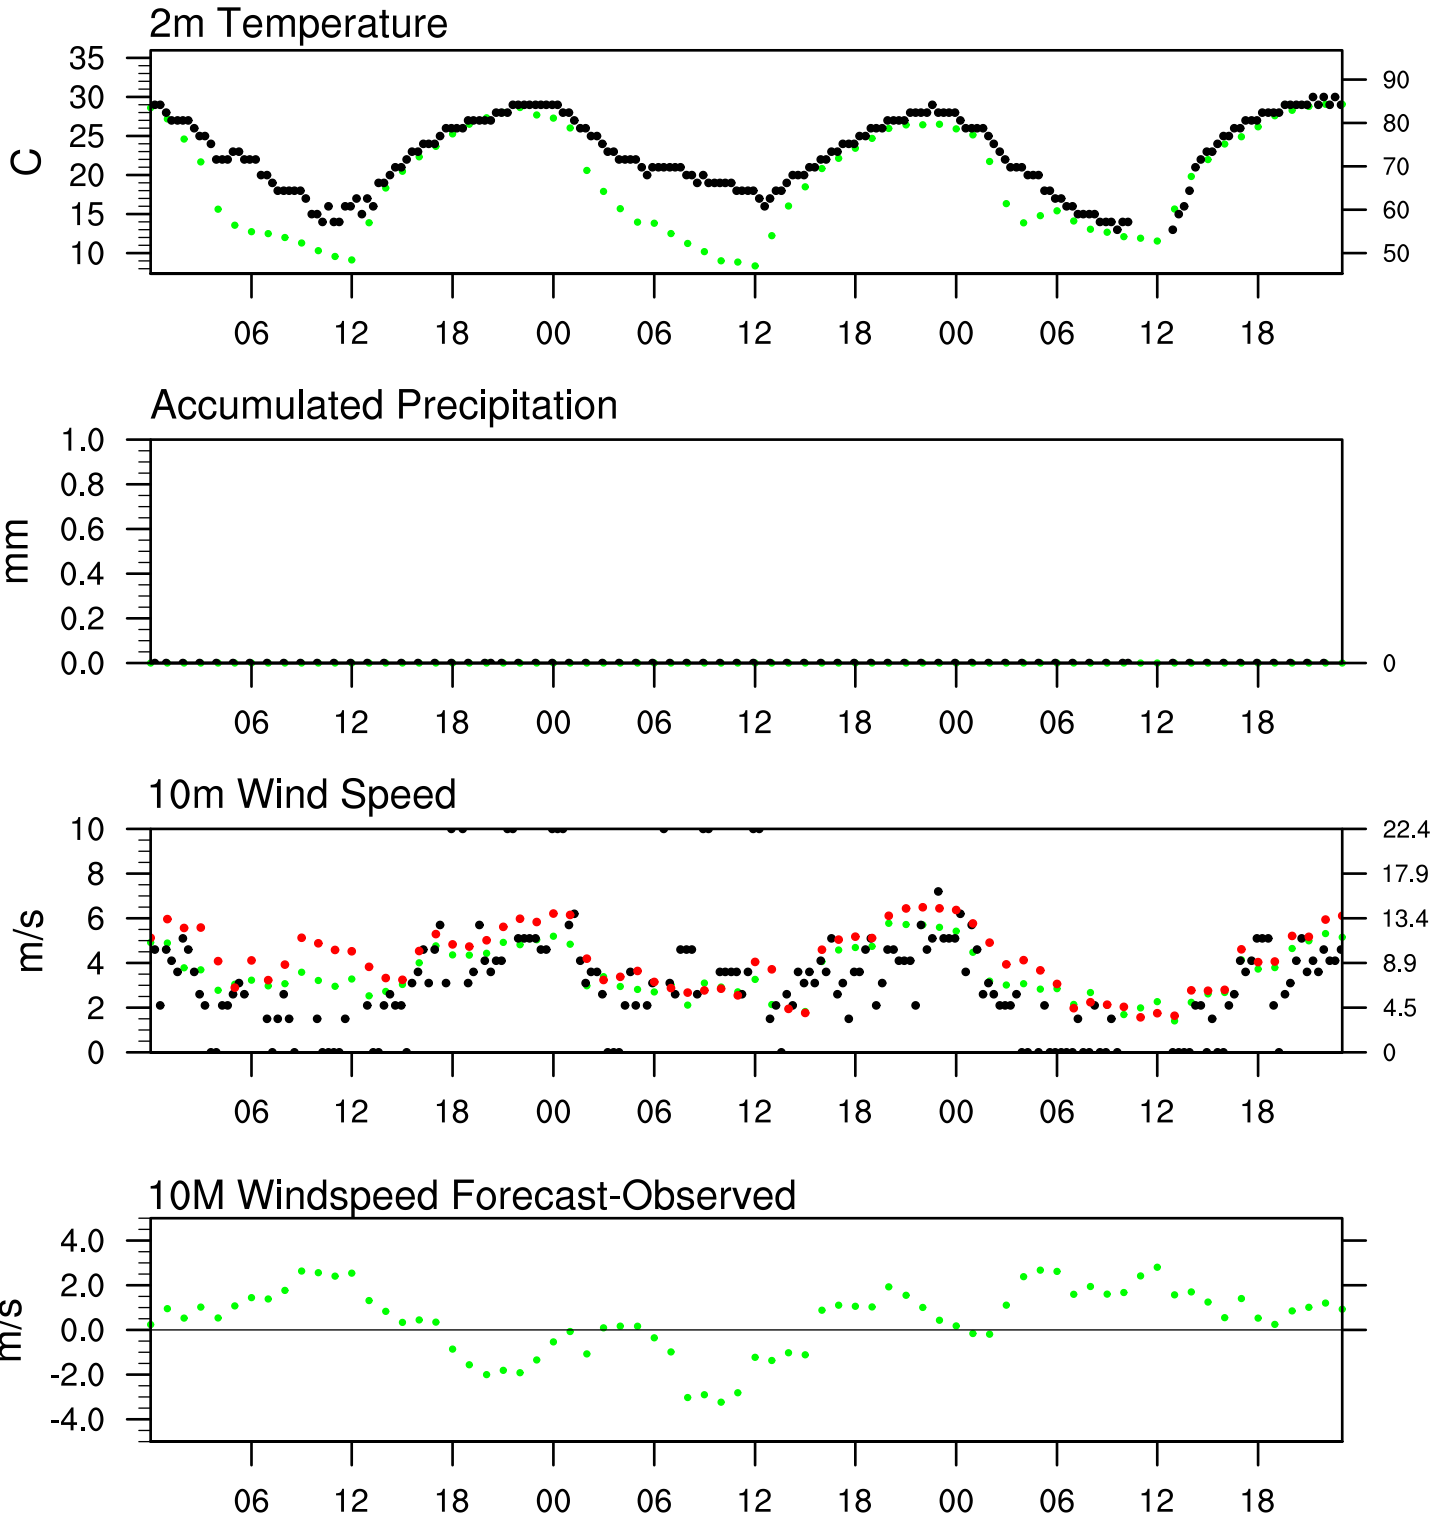 2m Temperature
35
30
25
20
15
10
C
90
80
70
60
50
06 12 18 00 06 12 18 00 06 12 18
Accumulated Precipitation
1.0
0.8
0.6
0.4
0.2
0.0
mm
0
06 12 18 00 06 12 18 00 06 12 18
10m Wind Speed
10
8
6
4
2
0
m/s
22.4
17.9
13.4
8.9
4.5
0
06 12 18 00 06 12 18 00 06 12 18
10M Windspeed Forecast-Observed
4.0
2.0
0.0
-2.0
-4.0
m/s
06 12 18 00 06 12 18 00 06 12 18